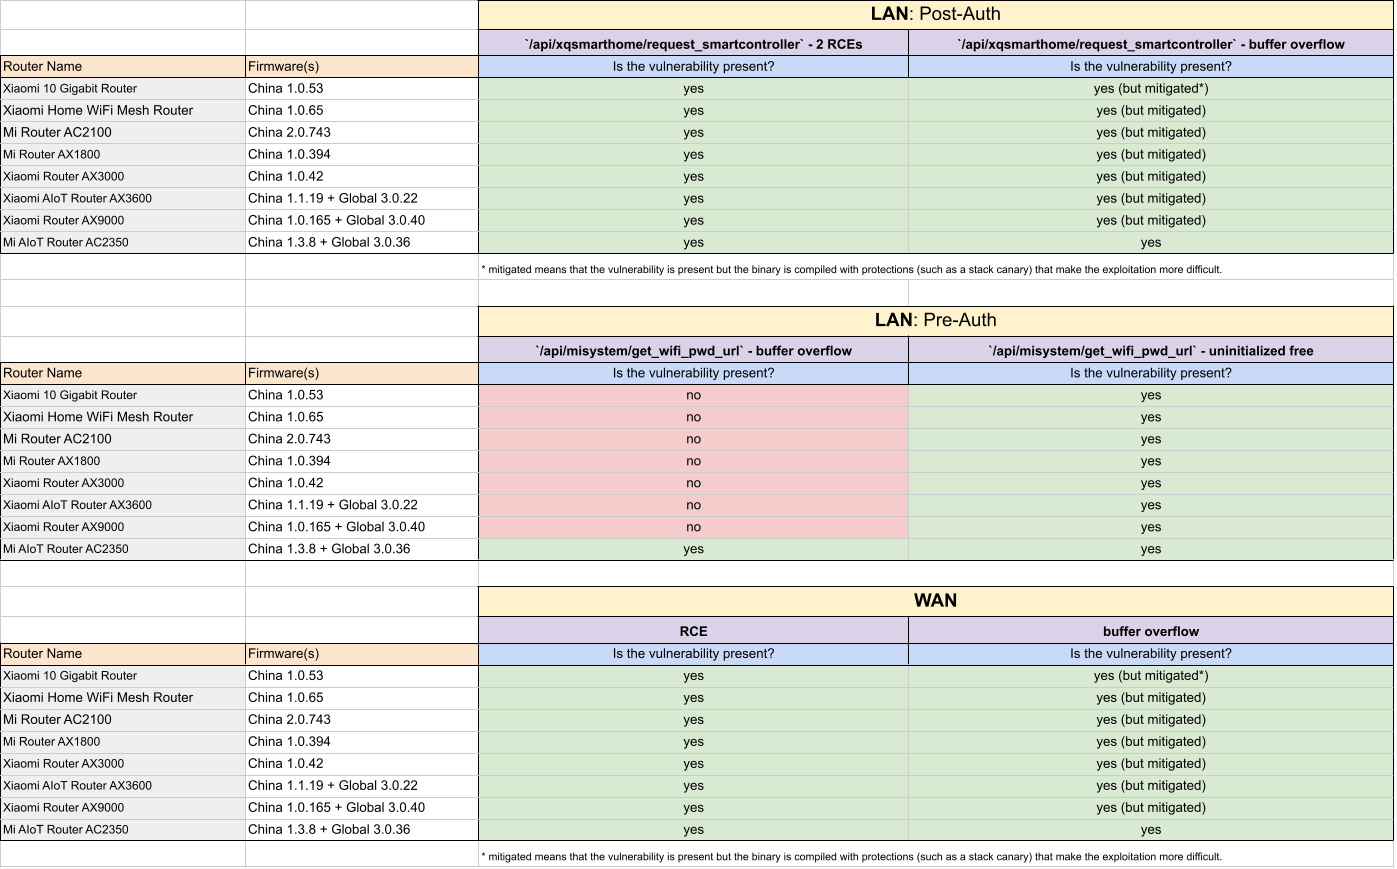 LAN: Post-Auth
`/api/xqsmarthome/request_smartcontroller` - 2 RCEs `/api/xqsmarthome/request_smartcontroller` - buffer overflow
Router Name Firmware(s) Is the vulnerability present? Is the vulnerability present?
Xiaomi 10 Gigabit Router China 1.0.53 yes yes (but mitigated*)
Xiaomi Home WiFi Mesh Router China 1.0.65 yes yes (but mitigated)
Mi Router AC2100 China 2.0.743 yes yes (but mitigated)
Mi Router AX1800 China 1.0.394 yes yes (but mitigated)
Xiaomi Router AX3000 China 1.0.42 yes yes (but mitigated)
Xiaomi AIoT Router AX3600 China 1.1.19 + Global 3.0.22 yes yes (but mitigated)
Xiaomi Router AX9000 China 1.0.165 + Global 3.0.40 yes yes (but mitigated)
Mi AIoT Router AC2350 China 1.3.8 + Global 3.0.36 yes yes
* mitigated means that the vulnerability is present but the binary is compiled with protections (such as a stack canary) that make the exploitation more difficult.
LAN: Pre-Auth
`/api/misystem/get_wifi_pwd_url` - buffer overflow `/api/misystem/get_wifi_pwd_url` - uninitialized free
Router Name Firmware(s) Is the vulnerability present? Is the vulnerability present?
Xiaomi 10 Gigabit Router China 1.0.53 no yes
Xiaomi Home WiFi Mesh Router China 1.0.65 no yes
Mi Router AC2100 China 2.0.743 no yes
Mi Router AX1800 China 1.0.394 no yes
Xiaomi Router AX3000 China 1.0.42 no yes
Xiaomi AIoT Router AX3600 China 1.1.19 + Global 3.0.22 no yes
Xiaomi Router AX9000 China 1.0.165 + Global 3.0.40 no yes
Mi AIoT Router AC2350 China 1.3.8 + Global 3.0.36 yes yes
WAN
RCE buffer overflow
Router Name Firmware(s) Is the vulnerability present? Is the vulnerability present?
Xiaomi 10 Gigabit Router China 1.0.53 yes yes (but mitigated*)
Xiaomi Home WiFi Mesh Router China 1.0.65 yes yes (but mitigated)
Mi Router AC2100 China 2.0.743 yes yes (but mitigated)
Mi Router AX1800 China 1.0.394 yes yes (but mitigated)
Xiaomi Router AX3000 China 1.0.42 yes yes (but mitigated)
Xiaomi AIoT Router AX3600 China 1.1.19 + Global 3.0.22 yes yes (but mitigated)
Xiaomi Router AX9000 China 1.0.165 + Global 3.0.40 yes yes (but mitigated)
Mi AIoT Router AC2350 China 1.3.8 + Global 3.0.36 yes yes
* mitigated means that the vulnerability is present but the binary is compiled with protections (such as a stack canary) that make the exploitation more difficult.